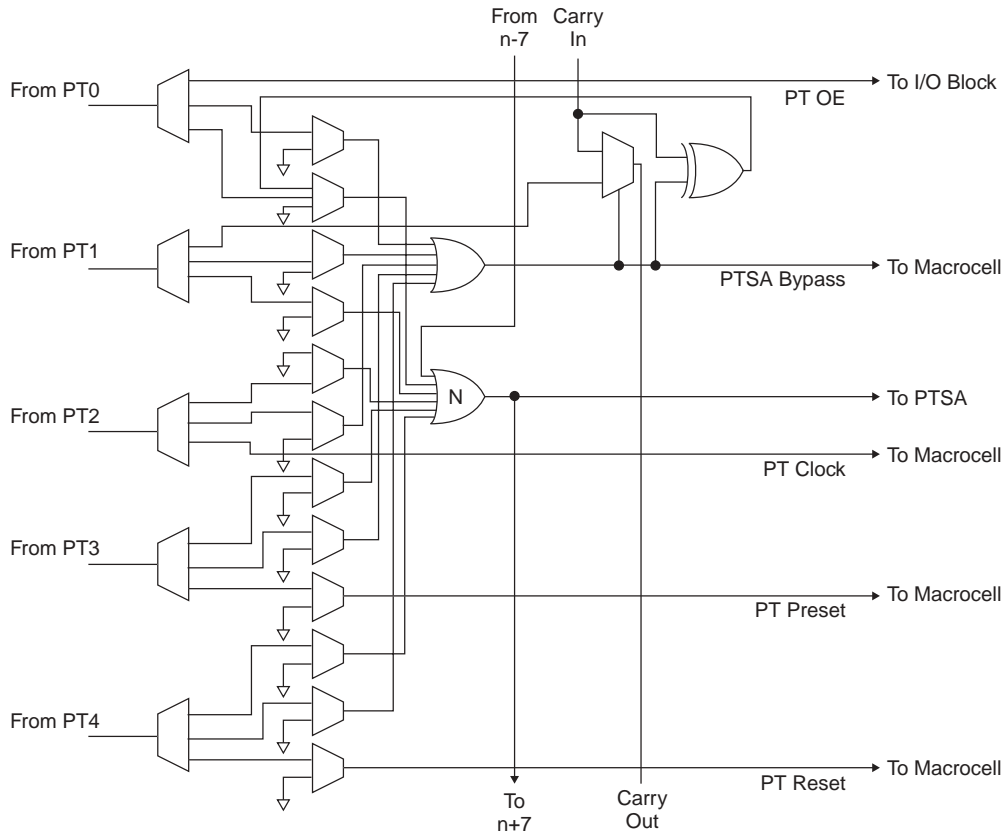 From
n-7
Carry
In
From PT0
To I/O Block
PT OE
From PT1
To Macrocell
PTSA Bypass
N
To PTSA
From PT2
To Macrocell
PT Clock
From PT3
To Macrocell
PT Preset
From PT4
To Macrocell
PT Reset
To
n+7
Carry
Out